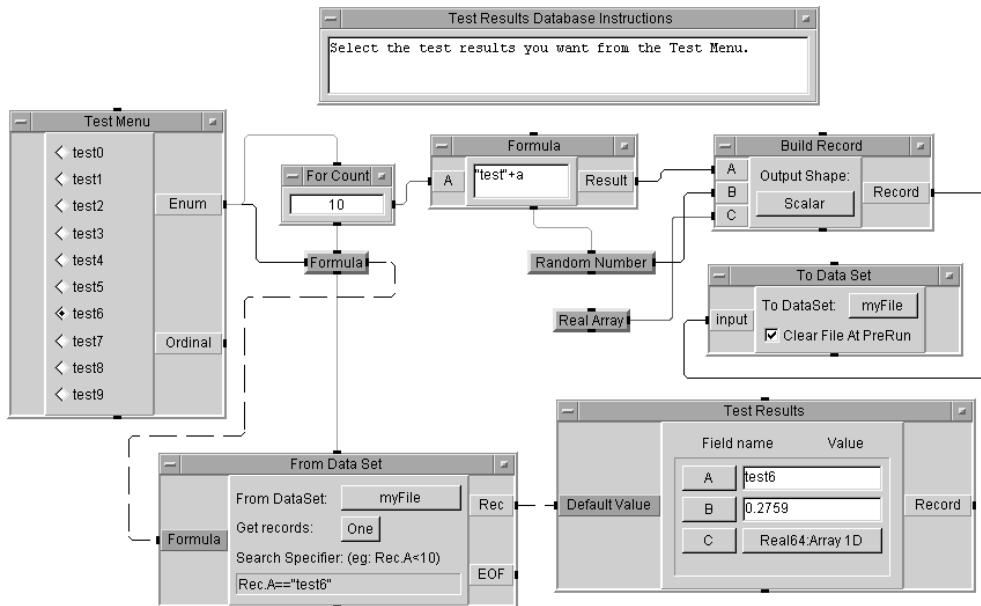 Test Results Database Instructions
Select the test results you want from the Test Menu.
Test Menu
test0
test1
test2
test3
test4
test5
test6
test7
test8
test9
Enum
Ordinal
For Count
10
Formula
Formula
A
"test"+a
Result
Random Number
Real Array
Build Record
A
B
C
Output Shape:
Scalar
Record
To Data Set
input
To DataSet: myFile
Clear File At PreRun
From Data Set
Formula
From DataSet: myFile
Get records: One
Search Specifier: (eg: Rec.A<10)
Rec.A=="test6"
Rec
EOF
Test Results
Default Value
Field name Value
A test6
B 0.2759
C Real64:Array 1D
Record